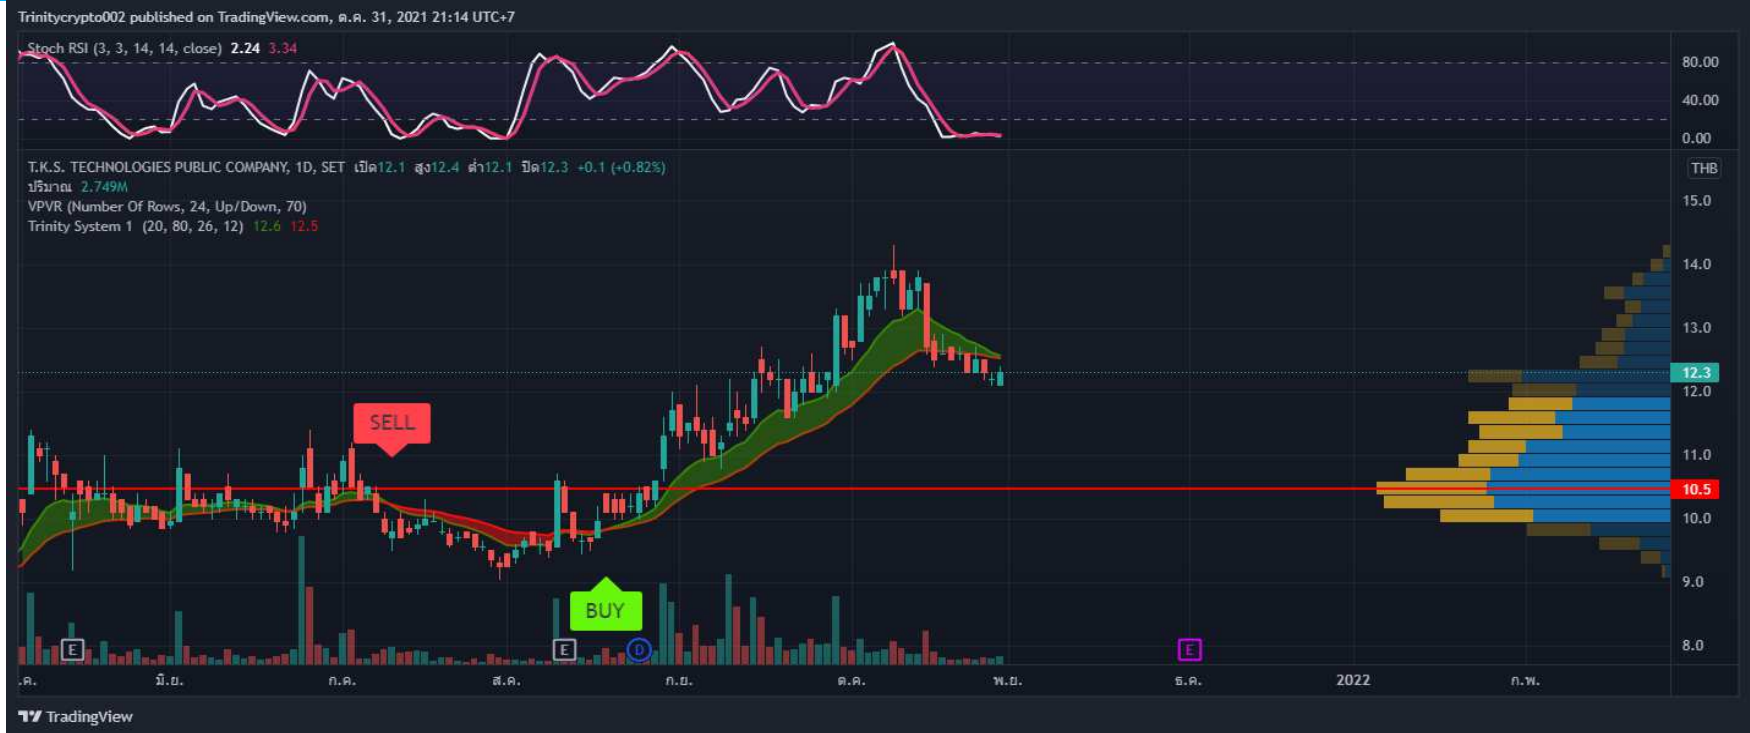 Trinitycrypto002 published on TradingView.com, ต.ค. 31, 2021 21:14 UTC+7
Stoch RSI (3, 3, 14, 14, close) 2.24 3.34
80.00
40.00
0.00
T.K.S. TECHNOLOGIES PUBLIC COMPANY, 1D, SET เปิด12.1 สูง12.4 ต่ำ12.1 ปิด12.3 +0.1 (+0.82%)
THB
ปริมาณ 2.749M
VPVR (Number Of Rows, 24, Up/Down, 70)
15.0
Trinity System 1 (20, 80, 26, 12) 12.6 12.5
14.0
13.0
12.3
12.0
SELL
11.0
10.5
10.0
9.0
BUY
E
E
D
E
8.0
.ค.
มิ.ย.
ก.ค.
ส.ค.
ก.ย.
ต.ค.
พ.ย.
ธ.ค.
2022
ก.พ.
TradingView